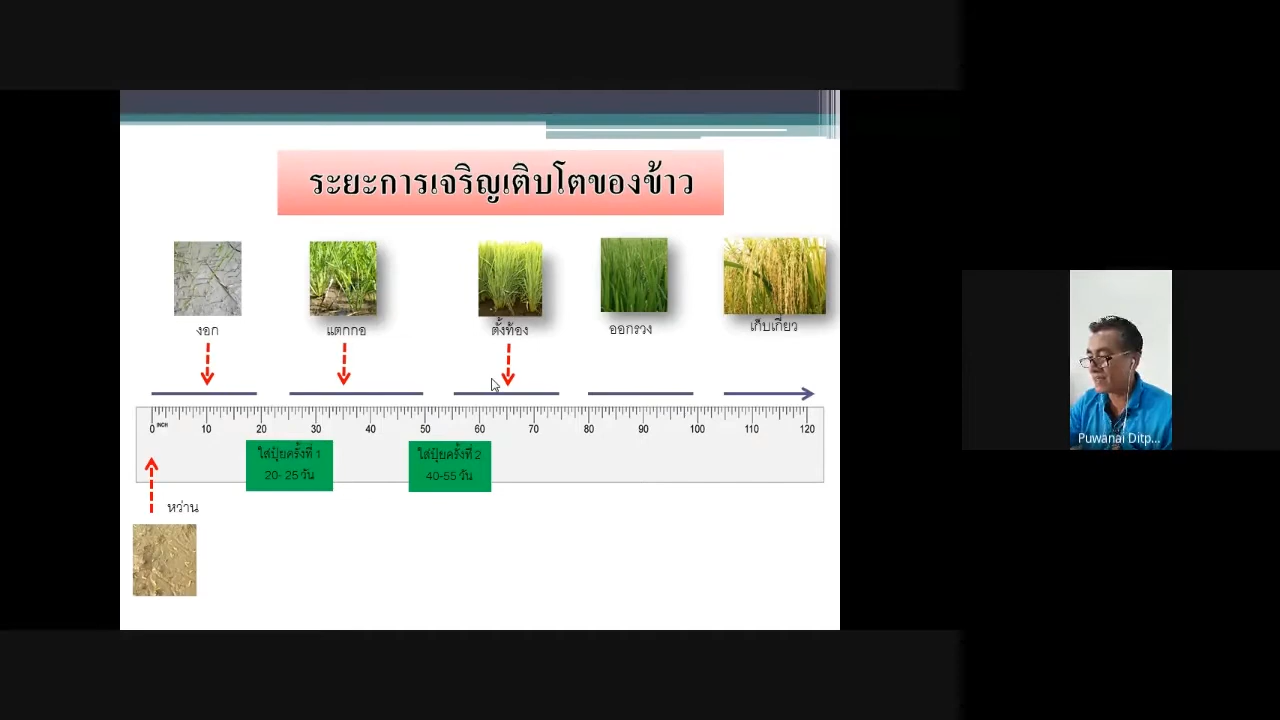 ระยะการเจริญเติบโตของข้าว
งอก
แตกกอ
ตั้งท้อง
ออกรวง
เก็บเกี่ยว
0 INCH 10 20 30 40 50 60 70 80 90 100 110 120
ใส่ปุ๋ยครั้งที่ 1
20- 25 วัน
ใส่ปุ๋ยครั้งที่ 2
40-55 วัน
หว่าน
Puwanai Ditp...